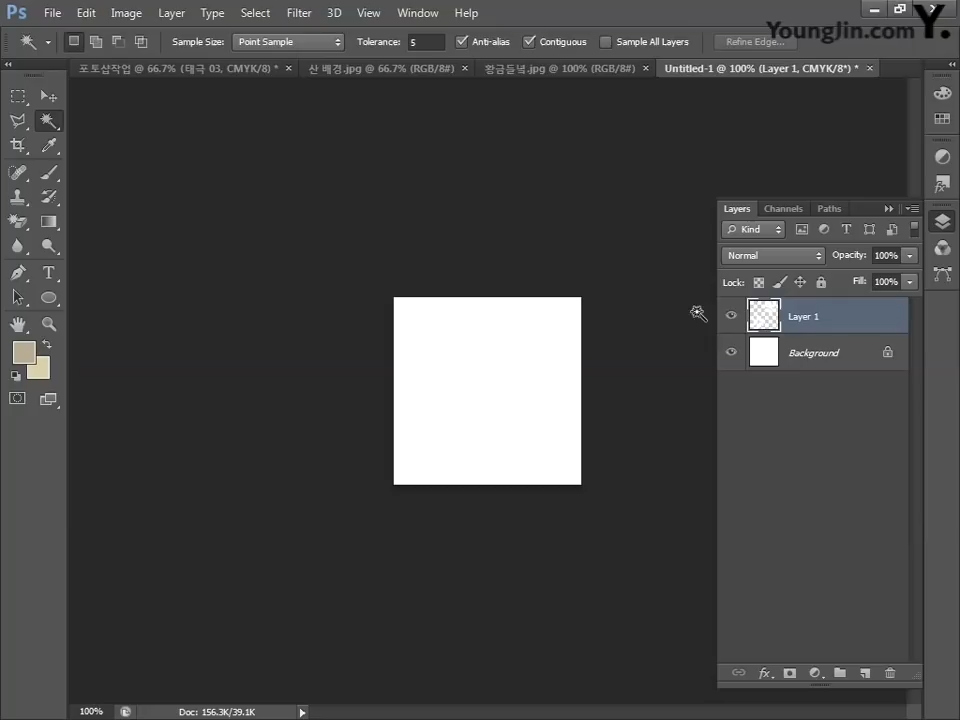 Ps File Edit Image Layer Type Select Filter 3D View Window Help
YoungJin.com Y.
Sample Size: Point Sample Tolerance: 5 Anti-alias Contiguous Sample All Layers Refine Edge...
포토샵작업 @ 66.7% (태극 03, CMYK/8) * × 산 배경.jpg @ 66.7% (RGB/8#) × 황금들녘.jpg @ 100% (RGB/8#) × Untitled-1 @ 100% (Layer 1, CMYK/8*) * ×
Layers Channels Paths
Kind
Normal Opacity: 100%
Lock: Fill: 100%
Layer 1
Background
fx
100% Doc: 156.3K/39.1K